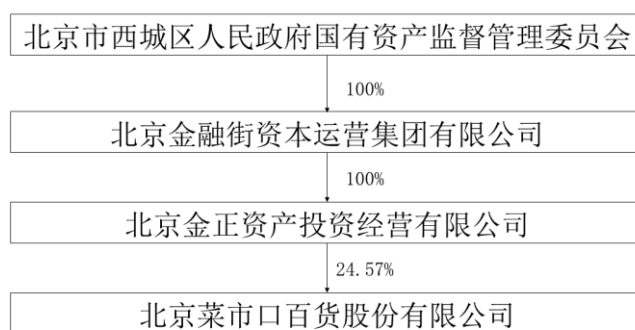 北京市西城区人民政府国有资产监督管理委员会
100%
北京金融街资本运营集团有限公司
100%
北京金正资产投资经营有限公司
24.57%
北京菜市口百货股份有限公司